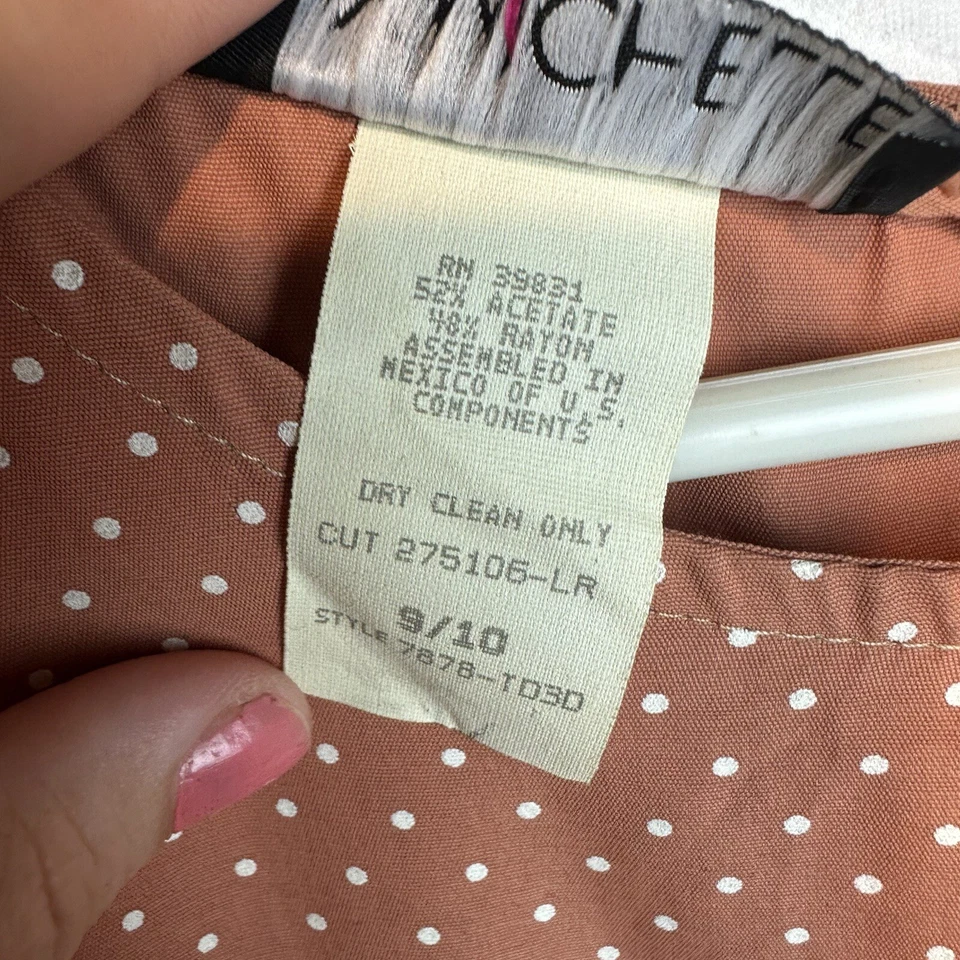 CHETTE
RN 39831
52% ACETATE
48% RAYON
ASSEMBLED IN
MEXICO OF U.S.
COMPONENTS
DRY CLEAN ONLY
CUT 275106-LR
9/10
STYLE 7878-T03D